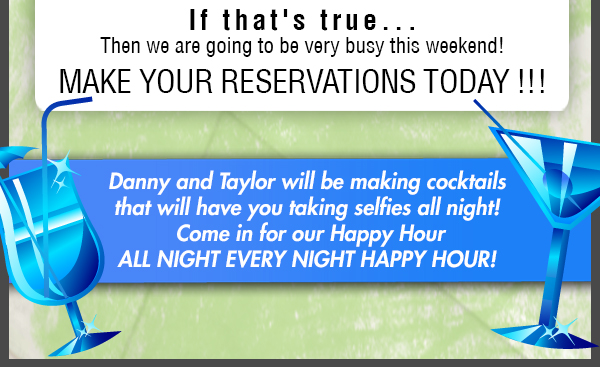 If that's true...
Then we are going to be very busy this weekend!
MAKE YOUR RESERVATIONS TODAY !!!
Danny and Taylor will be making cocktails
that will have you taking selfies all night!
Come in for our Happy Hour
ALL NIGHT EVERY NIGHT HAPPY HOUR!